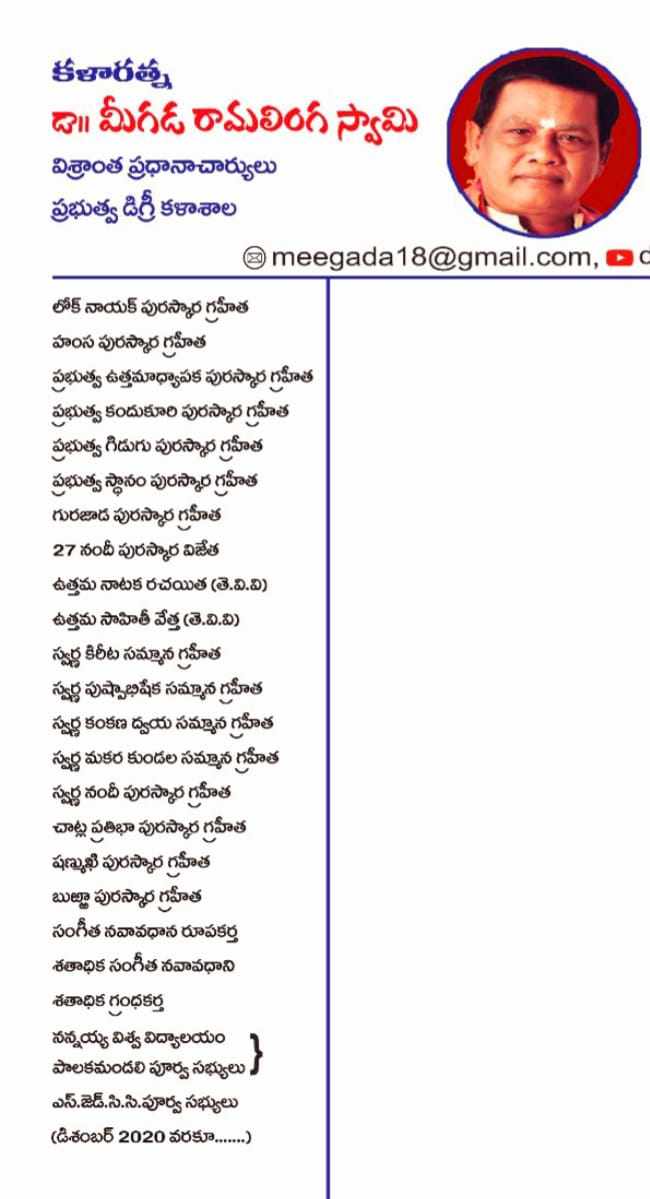 కళారత్న
డా॥ మీగడ రామలింగ స్వామి
విశ్రాంత ప్రధానాచార్యులు
ప్రభుత్వ డిగ్రీ కళాశాల
meegada18@gmail.com,
లోక్ నాయక్ పురస్కార గ్రహీత
హంస పురస్కార గ్రహీత
ప్రభుత్వ ఉత్తమాధ్యాపక పురస్కార గ్రహీత
ప్రభుత్వ కందుకూరి పురస్కార గ్రహీత
ప్రభుత్వ గిడుగు పురస్కార గ్రహీత
ప్రభుత్వ స్థానం పురస్కార గ్రహీత
గురజాడ పురస్కార గ్రహీత
27 నందీ పురస్కార విజేత
ఉత్తమ నాటక రచయిత (తె.వి.వి)
ఉత్తమ సాహితీ వేత్త (తె.వి.వి)
స్వర్ణ కిరీట సమ్మాన గ్రహీత
స్వర్ణ పుష్పాభిషేక సమ్మాన గ్రహీత
స్వర్ణ కంకణ ద్వయ సమ్మాన గ్రహీత
స్వర్ణ మకర కుండల సమ్మాన గ్రహీత
స్వర్ణ నందీ పురస్కార గ్రహీత
చాట్ల ప్రతిభా పురస్కార గ్రహీత
షణ్ముఖి పురస్కార గ్రహీత
బుఱ్ఱా పురస్కార గ్రహీత
సంగీత నవావధాన రూపకర్త
శతాధిక సంగీత నవావధాని
శతాధిక గ్రంధకర్త
నన్నయ్య విశ్వ విద్యాలయం
పాలకమండలి పూర్వ సభ్యులు }
ఎస్.జెడ్.సి.సి.పూర్వ సభ్యులు
(డిశంబర్ 2020 వరకూ.......)